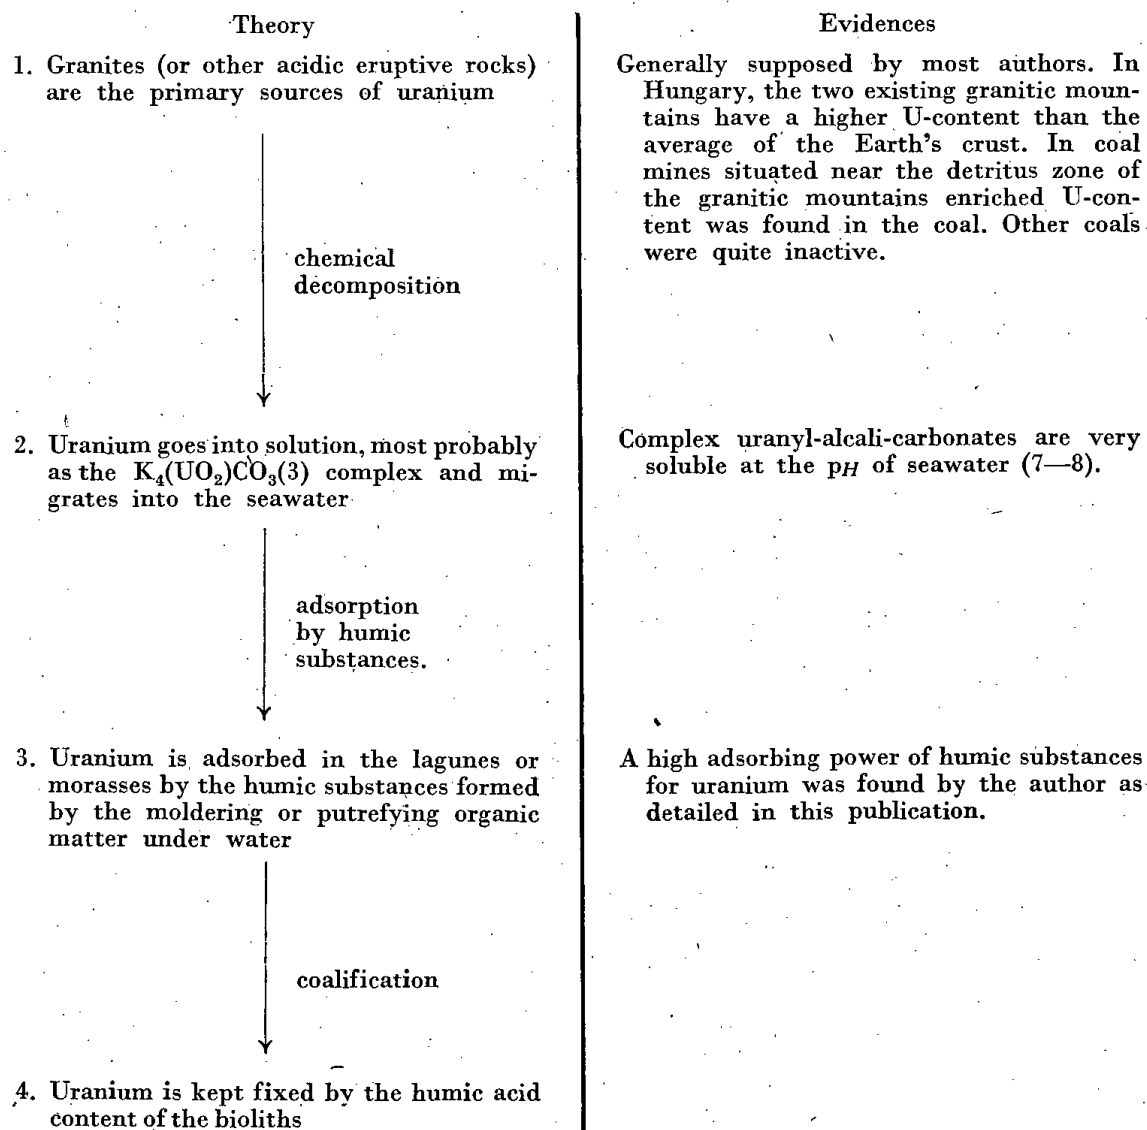 Theory
1. Granites (or other acidic eruptive rocks)
are the primary sources of uranium
chemical
decomposition
2. Uranium goes into solution, most probably
as the K₄(UO₂)CO₃(3) complex and mi-
grates into the seawater
adsorption
by humic
substances.
3. Uranium is adsorbed in the lagunes or
morasses by the humic substances formed
by the moldering or putrefying organic
matter under water
coalification
4. Uranium is kept fixed by the humic acid
content of the bioliths
Evidences
Generally supposed by most authors. In
Hungary, the two existing granitic moun-
tains have a higher U-content than the
average of the Earth's crust. In coal
mines situated near the detritus zone of
the granitic mountains enriched U-con-
tent was found in the coal. Other coals
were quite inactive.
Complex uranyl-alcali-carbonates are very
soluble at the pH of seawater (7—8).
A high adsorbing power of humic substances
for uranium was found by the author as
detailed in this publication.